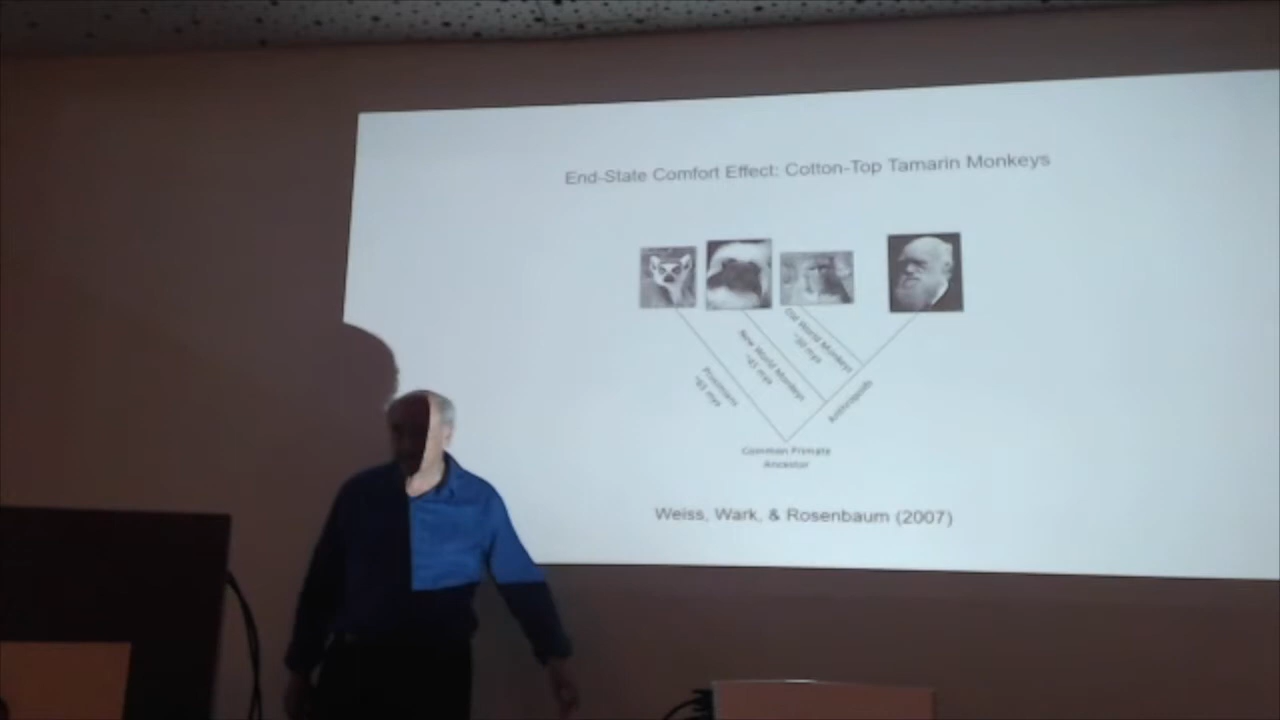 End-State Comfort Effect: Cotton-Top Tamarin Monkeys
Prosimians
~65 mya
New World Monkeys
~45 mya
Old World Monkeys
~30 mya
Anthropoids
Common Primate
Ancestor
Weiss, Wark, & Rosenbaum (2007)